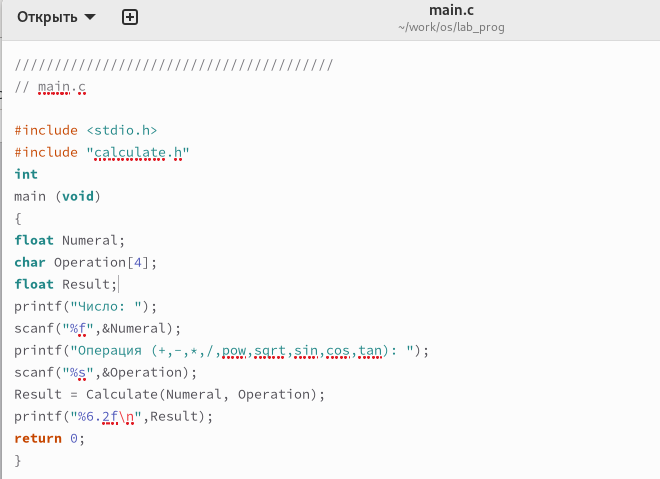 Открыть
main.c
~/work/os/lab_prog
////////////////////////////////////////
// main.c
#include <stdio.h>
#include "calculate.h"
int
main (void)
{
float Numeral;
char Operation[4];
float Result;
printf("Число: ");
scanf("%f",&Numeral);
printf("Операция (+,-,*,/,pow,sqrt,sin,cos,tan): ");
scanf("%s",&Operation);
Result = Calculate(Numeral, Operation);
printf("%6.2f\n",Result);
return 0;
}